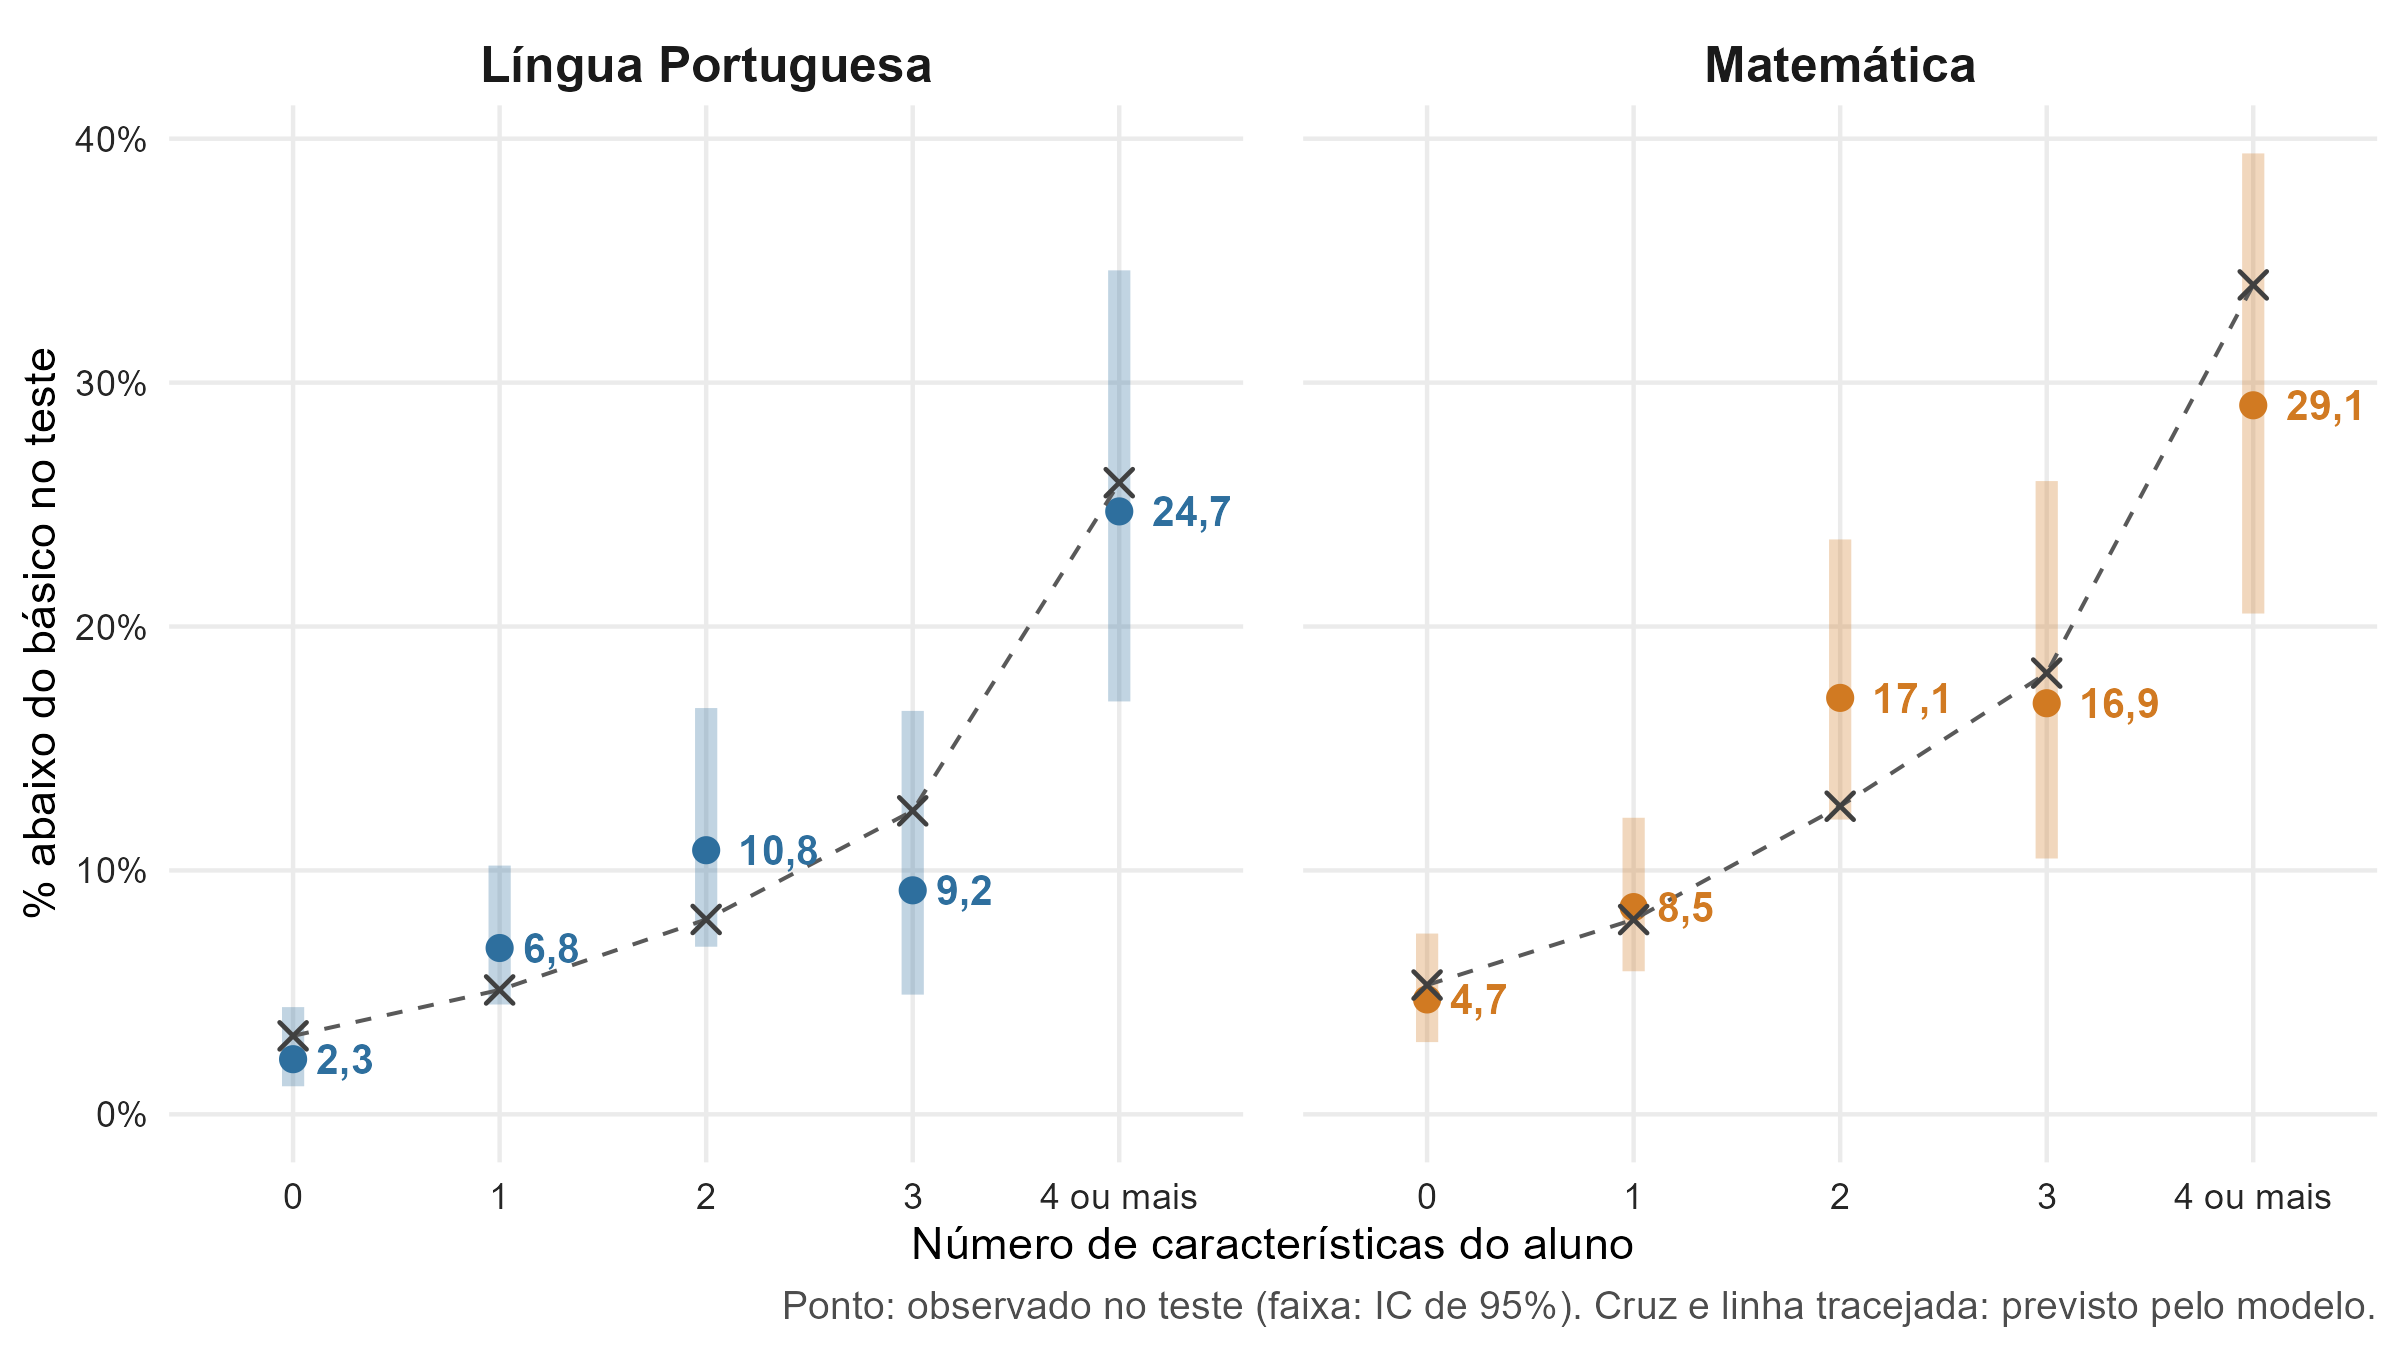 Língua Portuguesa
Matemática
% abaixo do básico no teste
40%
30%
20%
10%
0%
2,3
6,8
10,8
9,2
24,7
4,7
8,5
17,1
16,9
29,1
0 1 2 3 4 ou mais
0 1 2 3 4 ou mais
Número de características do aluno
Ponto: observado no teste (faixa: IC de 95%). Cruz e linha tracejada: previsto pelo modelo.